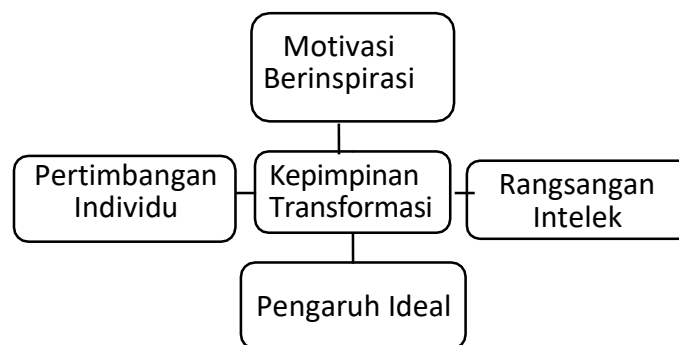 Motivasi
Berinspirasi
Pertimbangan
Individu
Kepimpinan
Transformasi
Rangsangan
Intelek
Pengaruh Ideal